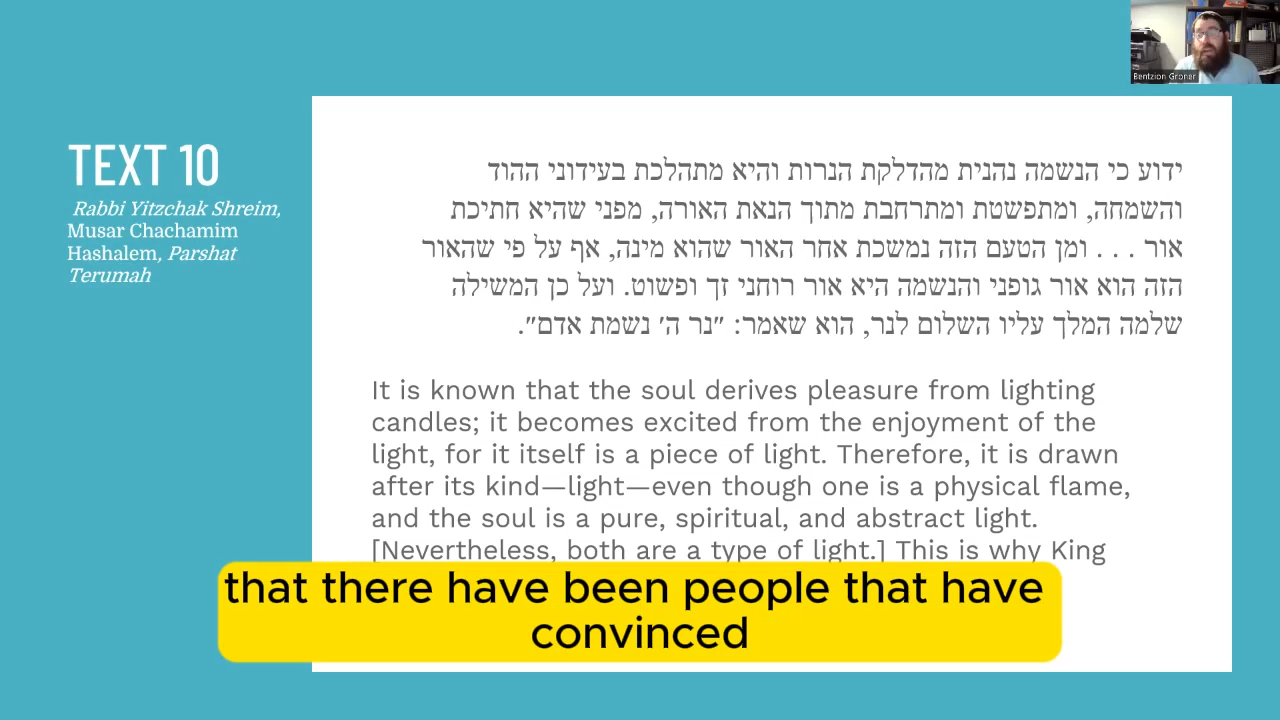 Bentzion Groner
TEXT 10
Rabbi Yitzchak Shreim,
Musar Chachamim
Hashalem, Parshat
Terumah
ידוע כי הנשמה נהנית מהדלקת הנרות והיא מתהלכת בעידוני ההוד
והשמחה, ומתפשטת ומתרחבת מתוך הנאת האורה, מפני שהיא חתיכת
אור . . . ומן הטעם הזה נמשכת אחר האור שהוא מינה, אף על פי שהאור
הזה הוא אור גופני והנשמה היא אור רוחני זך ופשוט. ועל כן המשילה
שלמה המלך עליו השלום לנר, הוא שאמר: "נר ה' נשמת אדם".
It is known that the soul derives pleasure from lighting
candles; it becomes excited from the enjoyment of the
light, for it itself is a piece of light. Therefore, it is drawn
after its kind—light—even though one is a physical flame,
and the soul is a pure, spiritual, and abstract light.
[Nevertheless, both are a type of light.] This is why King
that there have been people that have
convinced